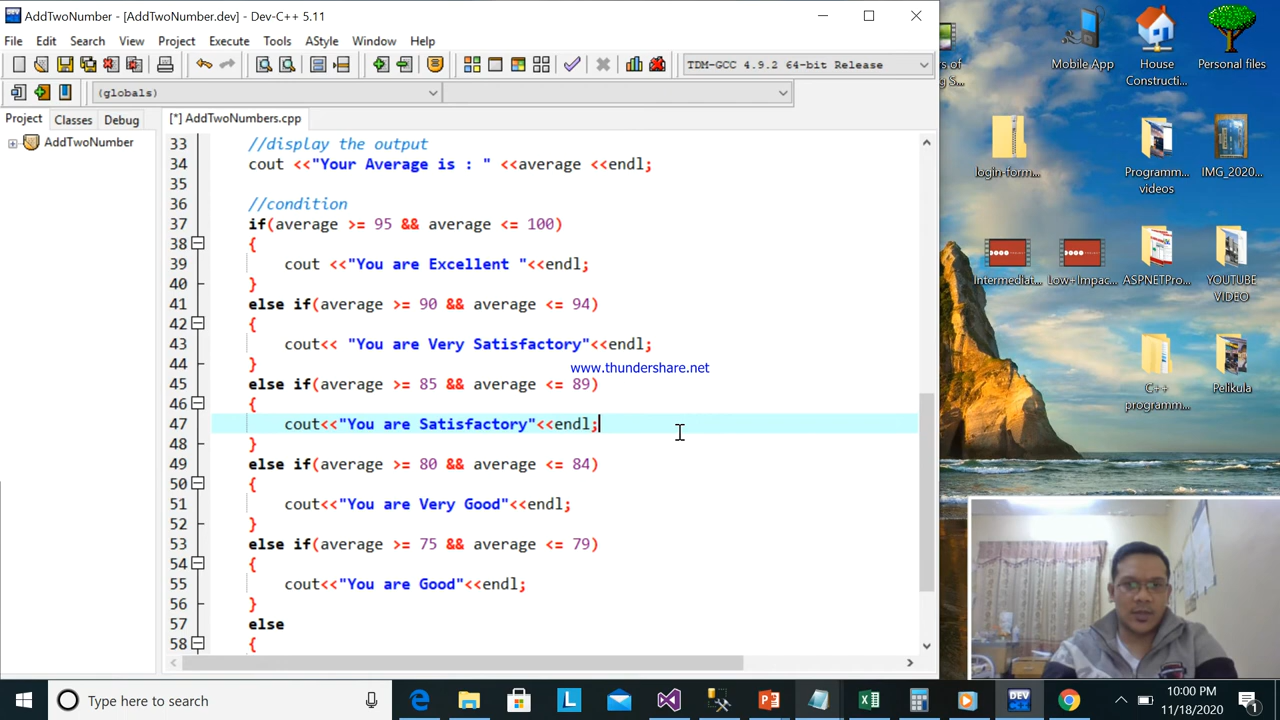 AddTwoNumber - [AddTwoNumber.dev] - Dev-C++ 5.11
File Edit Search View Project Execute Tools AStyle Window Help
TDM-GCC 4.9.2 64-bit Release
(globals)
Project Classes Debug
[*] AddTwoNumbers.cpp
AddTwoNumber
33 //display the output
34 cout <<"Your Average is : " <<average <<endl;
35
36 //condition
37 if(average >= 95 && average <= 100)
38 {
39 cout <<"You are Excellent "<<endl;
40 }
41 else if(average >= 90 && average <= 94)
42 {
43 cout<< "You are Very Satisfactory"<<endl;
44 }
www.thundershare.net
45 else if(average >= 85 && average <= 89)
46 {
47 cout<<"You are Satisfactory"<<endl;
48 }
49 else if(average >= 80 && average <= 84)
50 {
51 cout<<"You are Very Good"<<endl;
52 }
53 else if(average >= 75 && average <= 79)
54 {
55 cout<<"You are Good"<<endl;
56 }
57 else
58 {
Mobile App
House
Constructi...
Personal files
login-form...
Programm...
videos
IMG_2020...
Intermediat...
Low+Impac...
ASPNETPro...
YOUTUBE
VIDEO
C++
programm...
Pelikula
Type here to search
10:00 PM
11/18/2020